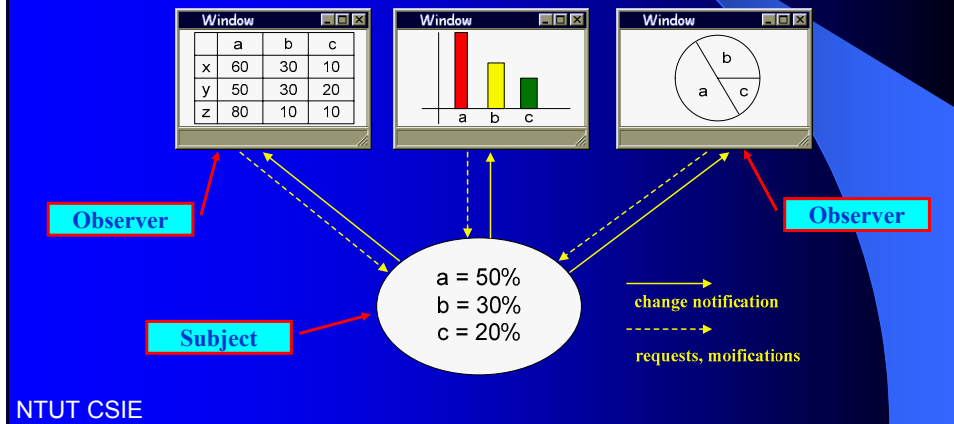 Window
a b c
x 60 30 10
y 50 30 20
z 80 10 10
Window
a b c
Window
b
a c
Observer
Observer
a = 50%
b = 30%
c = 20%
Subject
change notification
requests, moifications
NTUT CSIE